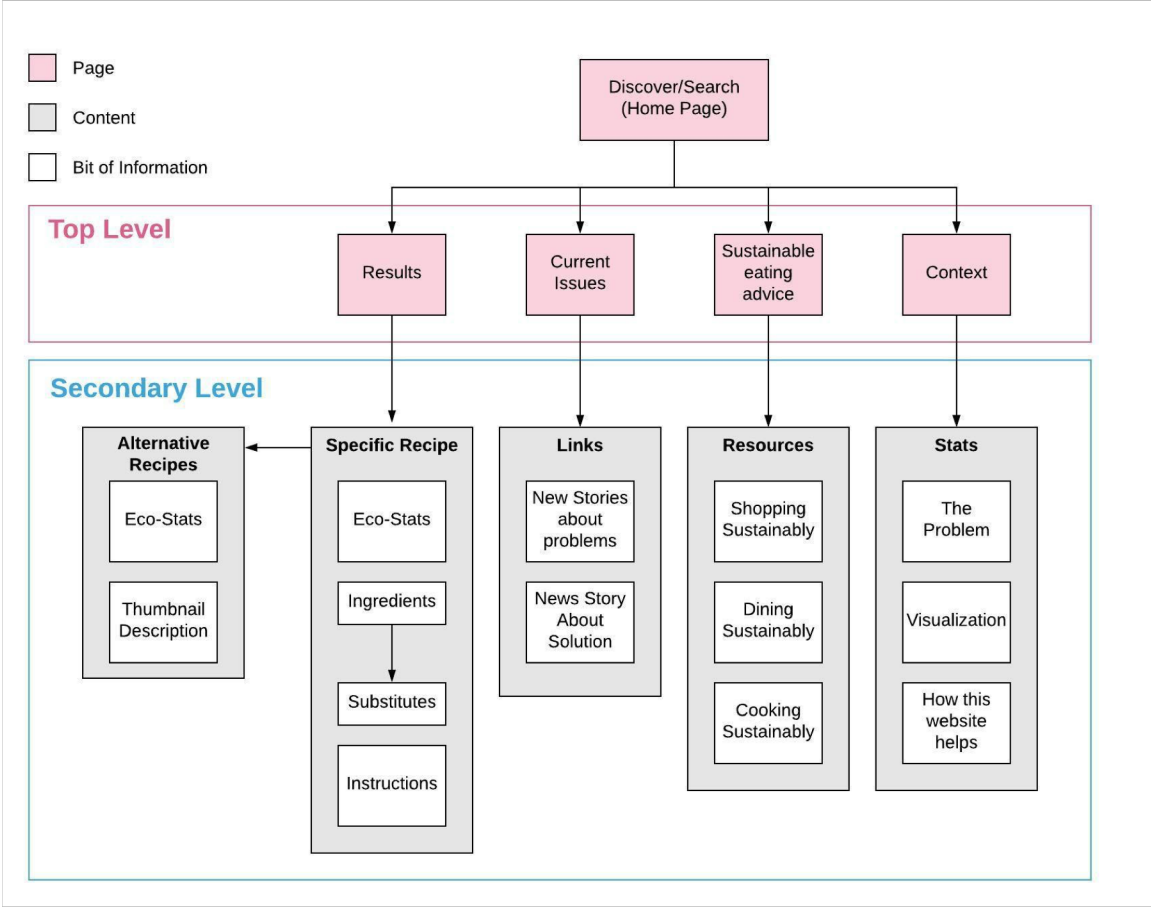 Page
Content
Bit of Information
Discover/Search
(Home Page)
Top Level
Results
Current
Issues
Sustainable
eating
advice
Context
Secondary Level
Alternative
Recipes
Eco-Stats
Thumbnail
Description
Specific Recipe
Eco-Stats
Ingredients
Substitutes
Instructions
Links
New Stories
about
problems
News Story
About
Solution
Resources
Shopping
Sustainably
Dining
Sustainably
Cooking
Sustainably
Stats
The
Problem
Visualization
How this
website
helps